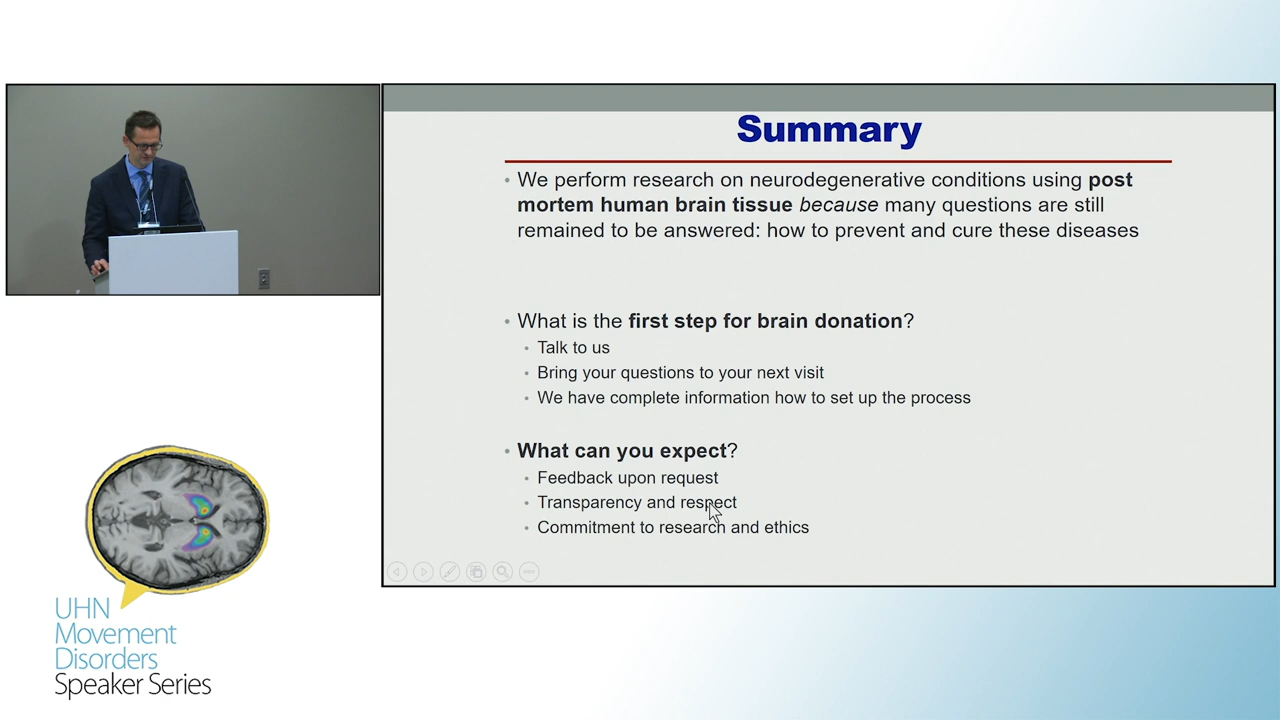 Summary
• We perform research on neurodegenerative conditions using post
mortem human brain tissue because many questions are still
remained to be answered: how to prevent and cure these diseases
• What is the first step for brain donation?
• Talk to us
• Bring your questions to your next visit
• We have complete information how to set up the process
• What can you expect?
• Feedback upon request
• Transparency and respect
• Commitment to research and ethics
UHN
Movement
Disorders
Speaker Series